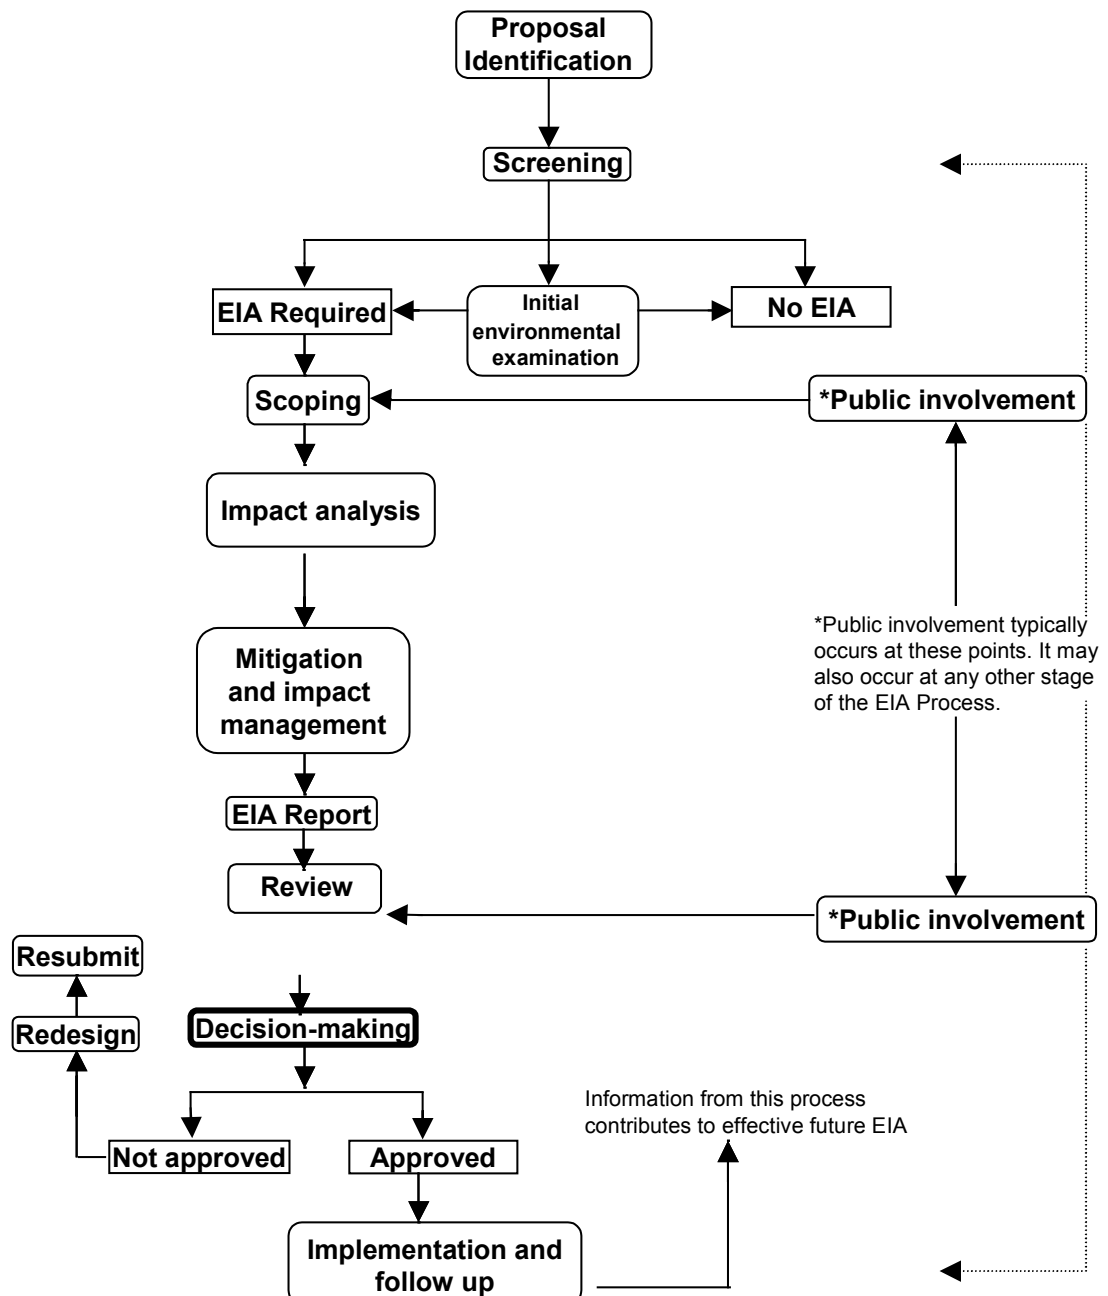 Proposal
Identification
Screening
EIA Required
Initial
environmental
examination
No EIA
Scoping
*Public involvement
Impact analysis
*Public involvement typically
occurs at these points. It may
also occur at any other stage
of the EIA Process.
Mitigation
and impact
management
EIA Report
Review
*Public involvement
Resubmit
Redesign
Decision-making
Information from this process
contributes to effective future EIA
Not approved
Approved
Implementation and
follow up